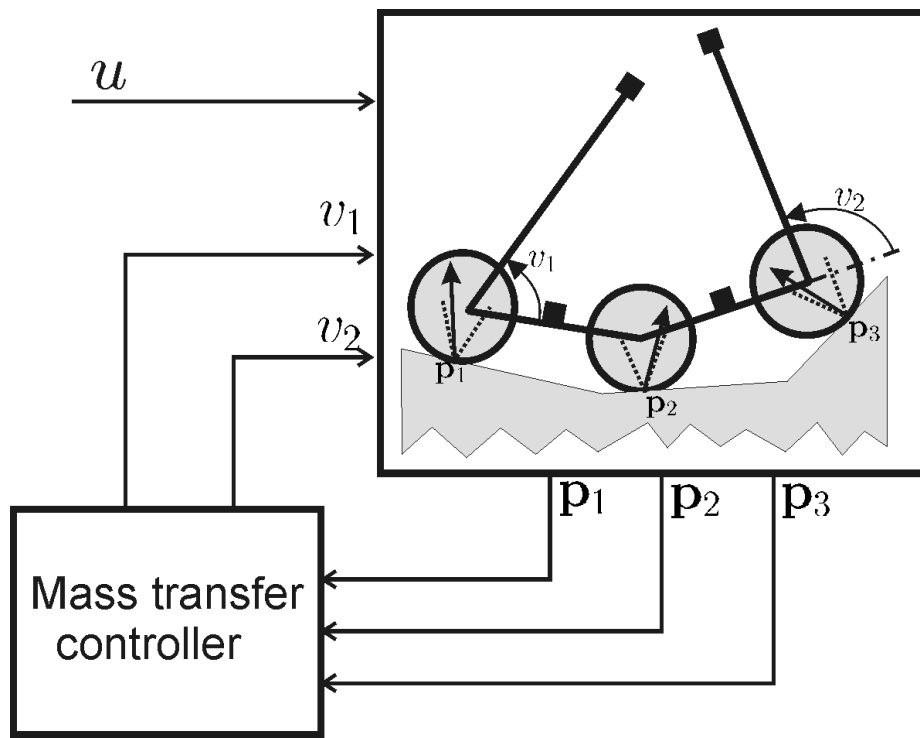 u
v₁
v₂
v₁
v₂
p₁
p₂
p₃
p₁
p₂
p₃
Mass transfer
controller